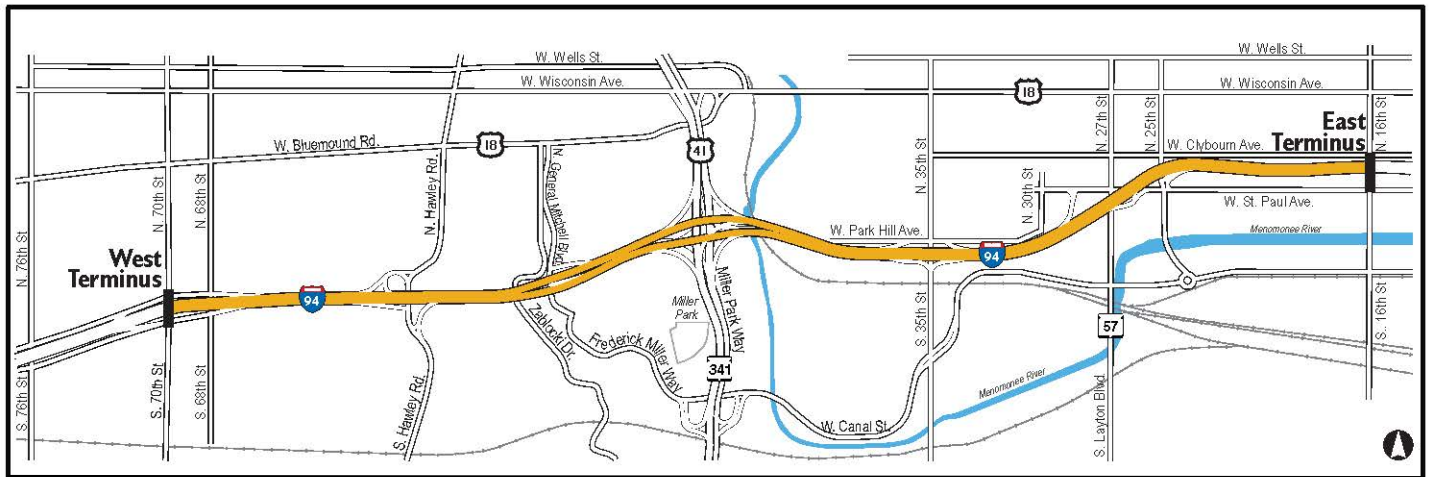 W. Wells St.
W. Wells St.
W. Wisconsin Ave.
18
W. Wisconsin Ave.
N. 27th St
N. 25th St
N. 16th St
East
Terminus
W. Bluemound Rd.
18
41
W. Clybourn Ave.
N. 76th St
N. 70th St
N. 68th St
N. Hawley Rd.
N. General Mitchell Blvd.
N. 35th St
N. 30th St
W. St. Paul Ave.
W. Park Hill Ave.
Menomonee River
West
Terminus
94
94
Miller
Park
Miller Park Way
Zablocki Dr.
Frederick Miller Way
341
57
S. 76th St
S. 70th St
S. 68th St
S. Hawley Rd.
W. Canal St.
S. 35th St
Menomonee River
S. Layton Blvd.
S. 16th St